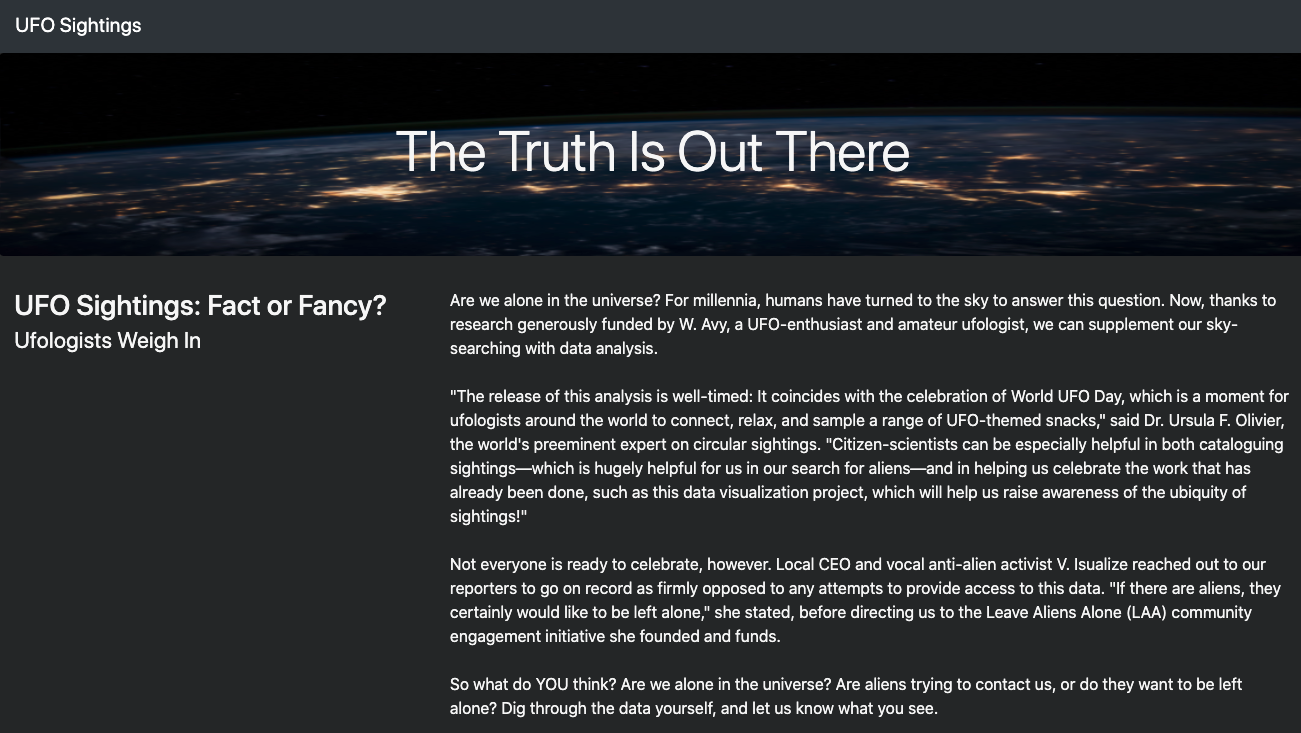 UFO Sightings
The Truth Is Out There
UFO Sightings: Fact or Fancy?
Ufologists Weigh In
Are we alone in the universe? For millennia, humans have turned to the sky to answer this question. Now, thanks to
research generously funded by W. Avy, a UFO-enthusiast and amateur ufologist, we can supplement our sky-
searching with data analysis.
"The release of this analysis is well-timed: It coincides with the celebration of World UFO Day, which is a moment for
ufologists around the world to connect, relax, and sample a range of UFO-themed snacks," said Dr. Ursula F. Olivier,
the world's preeminent expert on circular sightings. "Citizen-scientists can be especially helpful in both cataloguing
sightings—which is hugely helpful for us in our search for aliens—and in helping us celebrate the work that has
already been done, such as this data visualization project, which will help us raise awareness of the ubiquity of
sightings!"
Not everyone is ready to celebrate, however. Local CEO and vocal anti-alien activist V. Isualize reached out to our
reporters to go on record as firmly opposed to any attempts to provide access to this data. "If there are aliens, they
certainly would like to be left alone," she stated, before directing us to the Leave Aliens Alone (LAA) community
engagement initiative she founded and funds.
So what do YOU think? Are we alone in the universe? Are aliens trying to contact us, or do they want to be left
alone? Dig through the data yourself, and let us know what you see.